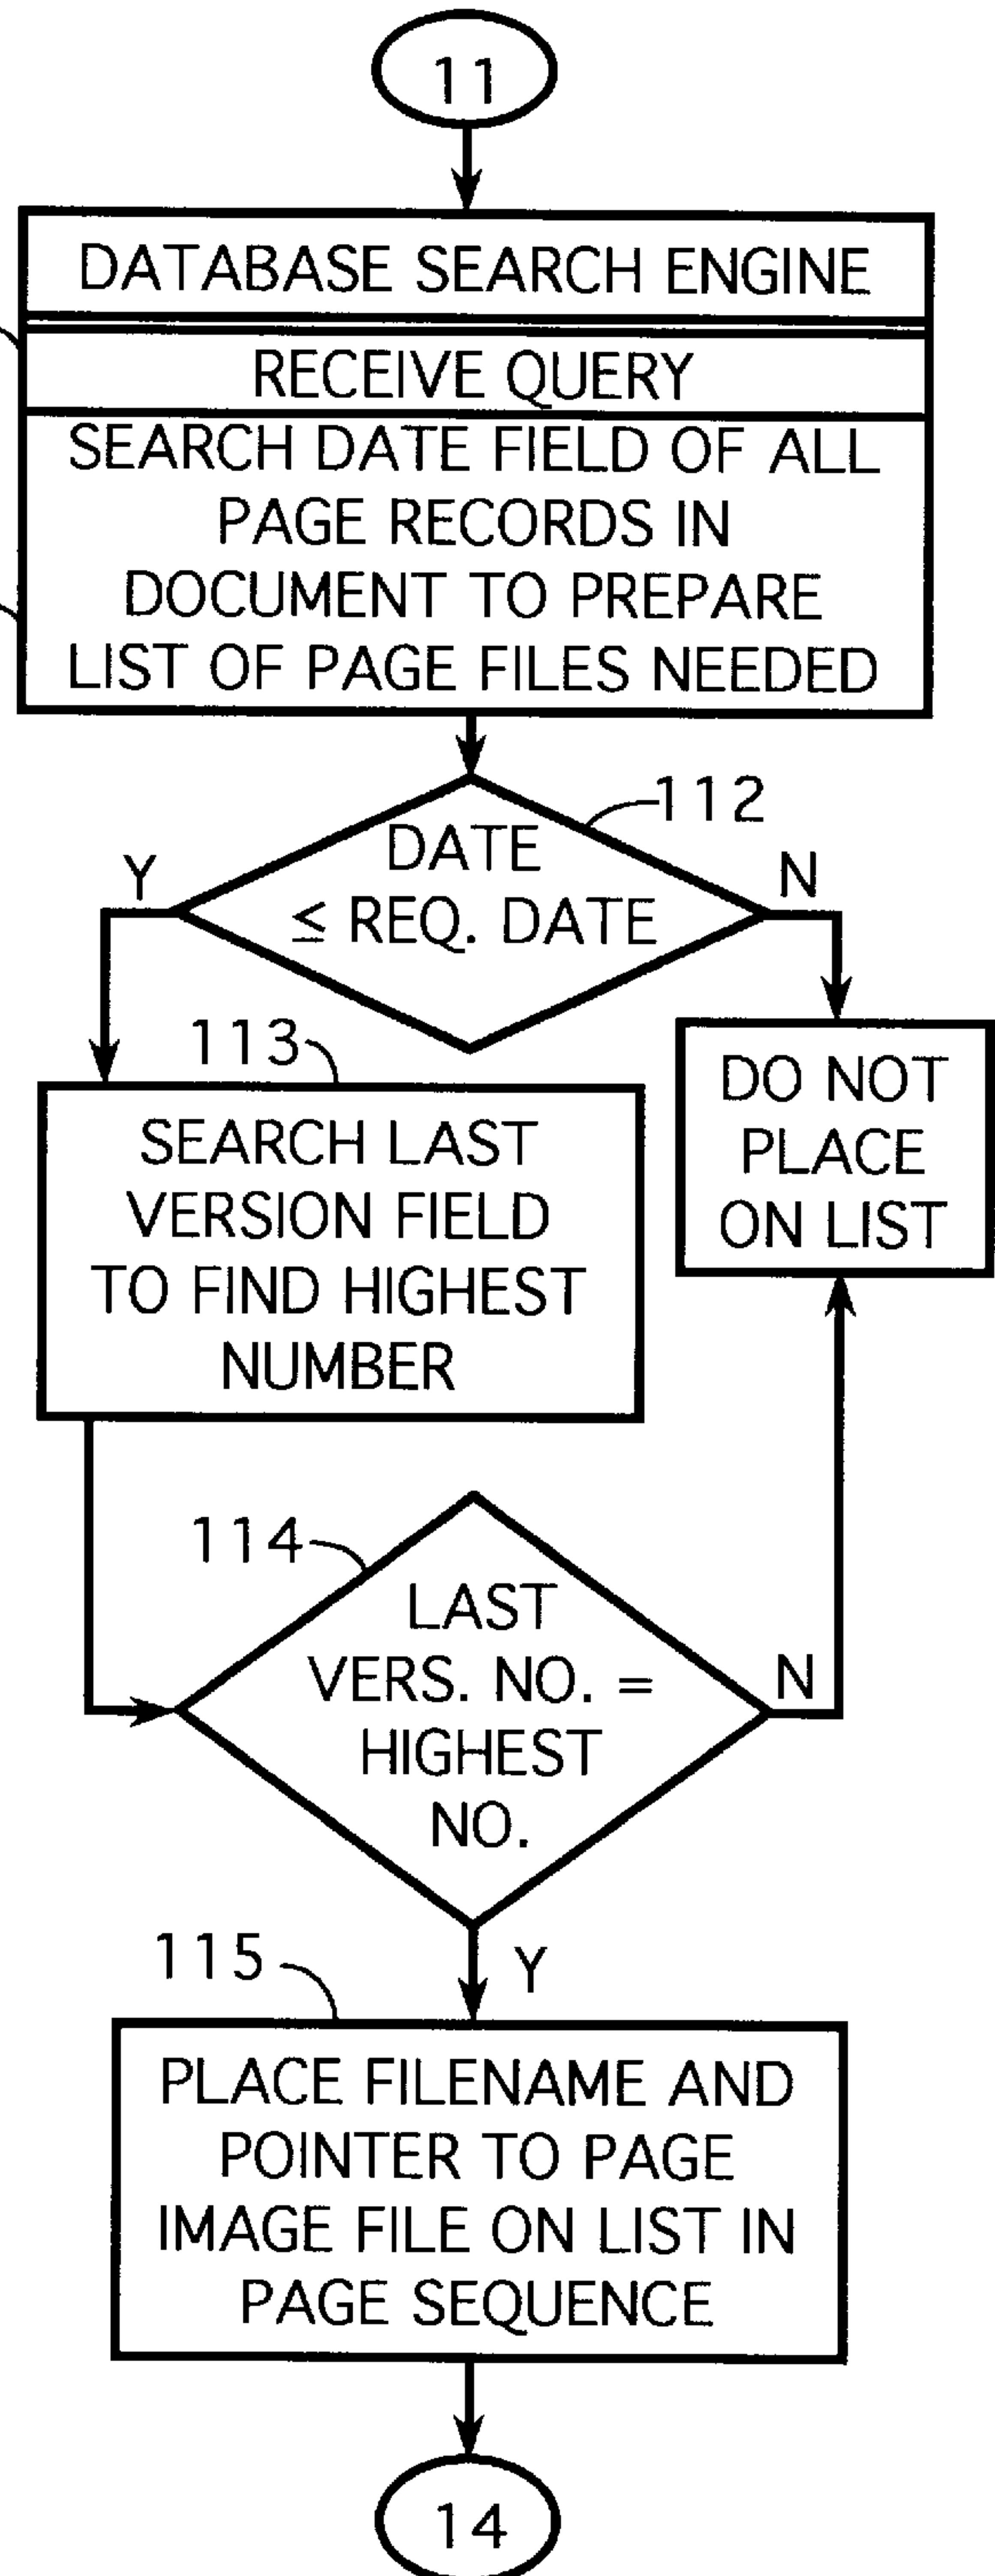 11
DATABASE SEARCH ENGINE
RECEIVE QUERY
SEARCH DATE FIELD OF ALL
PAGE RECORDS IN
DOCUMENT TO PREPARE
LIST OF PAGE FILES NEEDED
112
DATE
≤ REQ. DATE
Y
N
113
SEARCH LAST
VERSION FIELD
TO FIND HIGHEST
NUMBER
DO NOT
PLACE
ON LIST
114
LAST
VERS. NO. =
HIGHEST
NO.
N
Y
115
PLACE FILENAME AND
POINTER TO PAGE
IMAGE FILE ON LIST IN
PAGE SEQUENCE
14